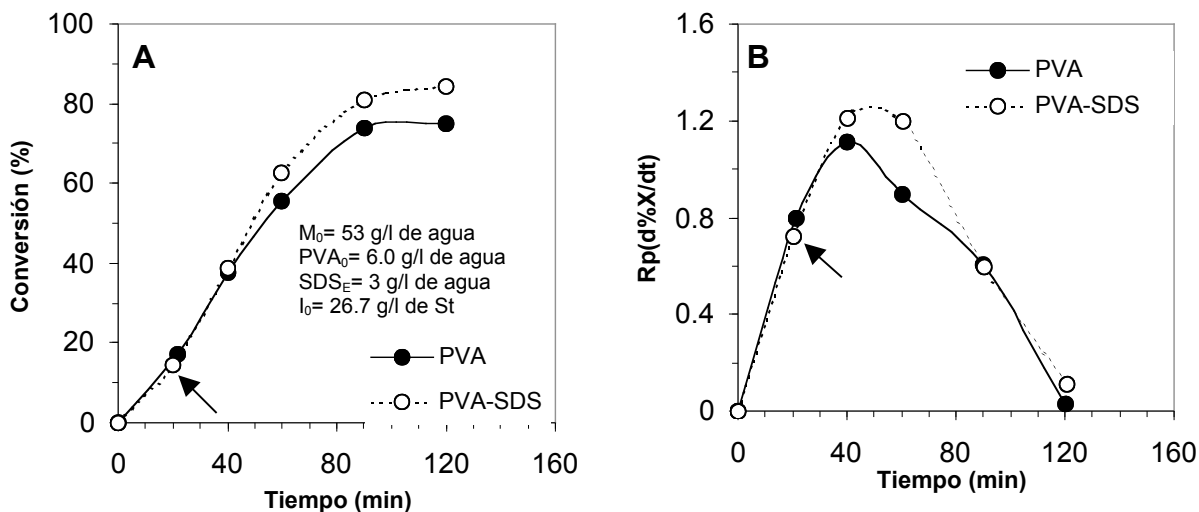 A
Conversión (%)
100
80
60
40
20
0
M₀= 53 g/l de agua
PVA₀= 6.0 g/l de agua
SDS_E= 3 g/l de agua
I₀= 26.7 g/l de St
PVA
PVA-SDS
0 40 80 120 160
Tiempo (min)
B
Rp(d%X/dt)
1.6
1.2
0.8
0.4
0
PVA
PVA-SDS
0 40 80 120 160
Tiempo (min)